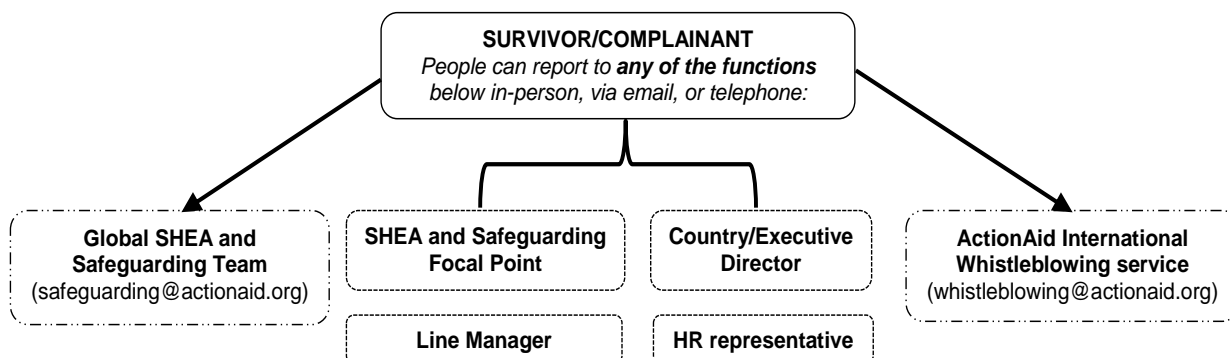 SURVIVOR/COMPLAINANT
People can report to any of the functions
below in-person, via email, or telephone:
Global SHEA and
Safeguarding Team
(safeguarding@actionaid.org)
SHEA and Safeguarding
Focal Point
Country/Executive
Director
ActionAid International
Whistleblowing service
(whistleblowing@actionaid.org)
Line Manager
HR representative